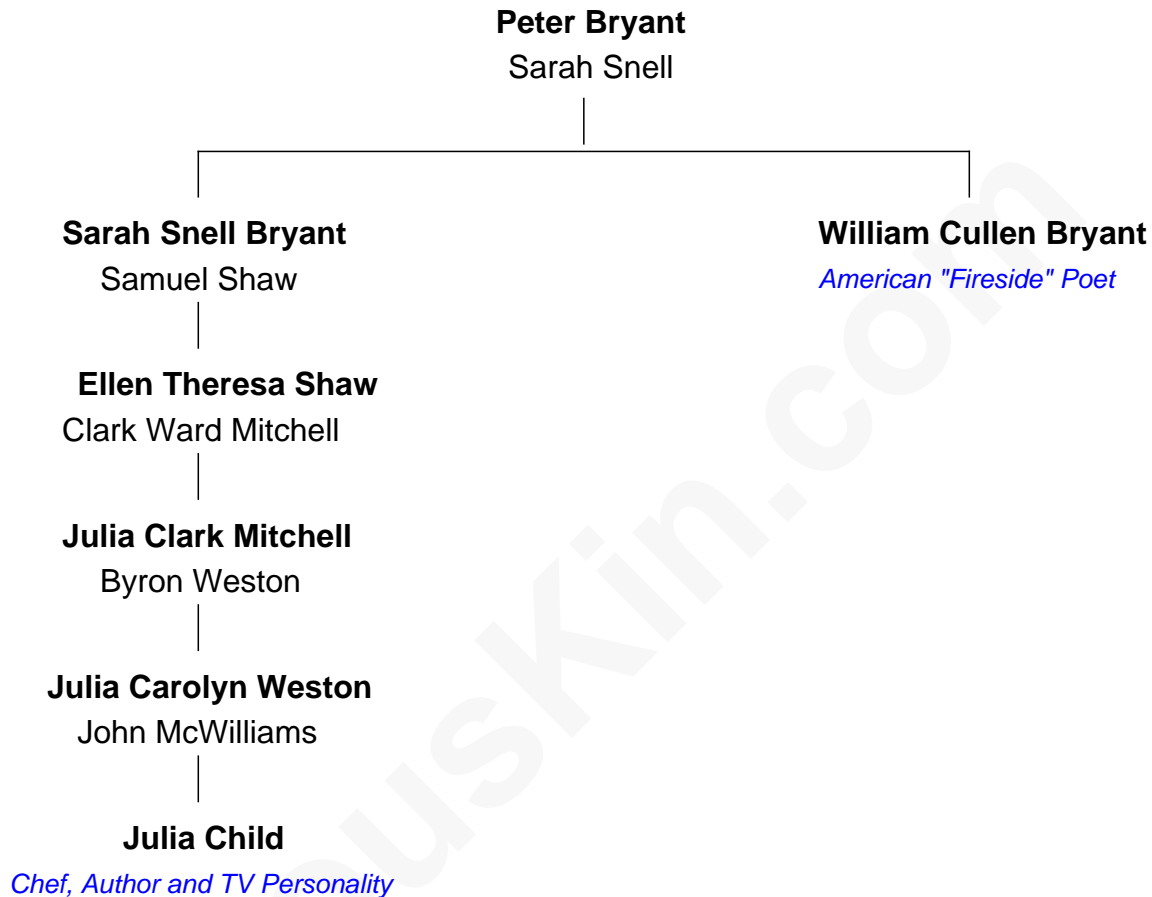 Peter Bryant
Sarah Snell
Sarah Snell Bryant
Samuel Shaw
William Cullen Bryant
American "Fireside" Poet
Ellen Theresa Shaw
Clark Ward Mitchell
Julia Clark Mitchell
Byron Weston
Julia Carolyn Weston
John McWilliams
Julia Child
Chef, Author and TV Personality
usKin.com